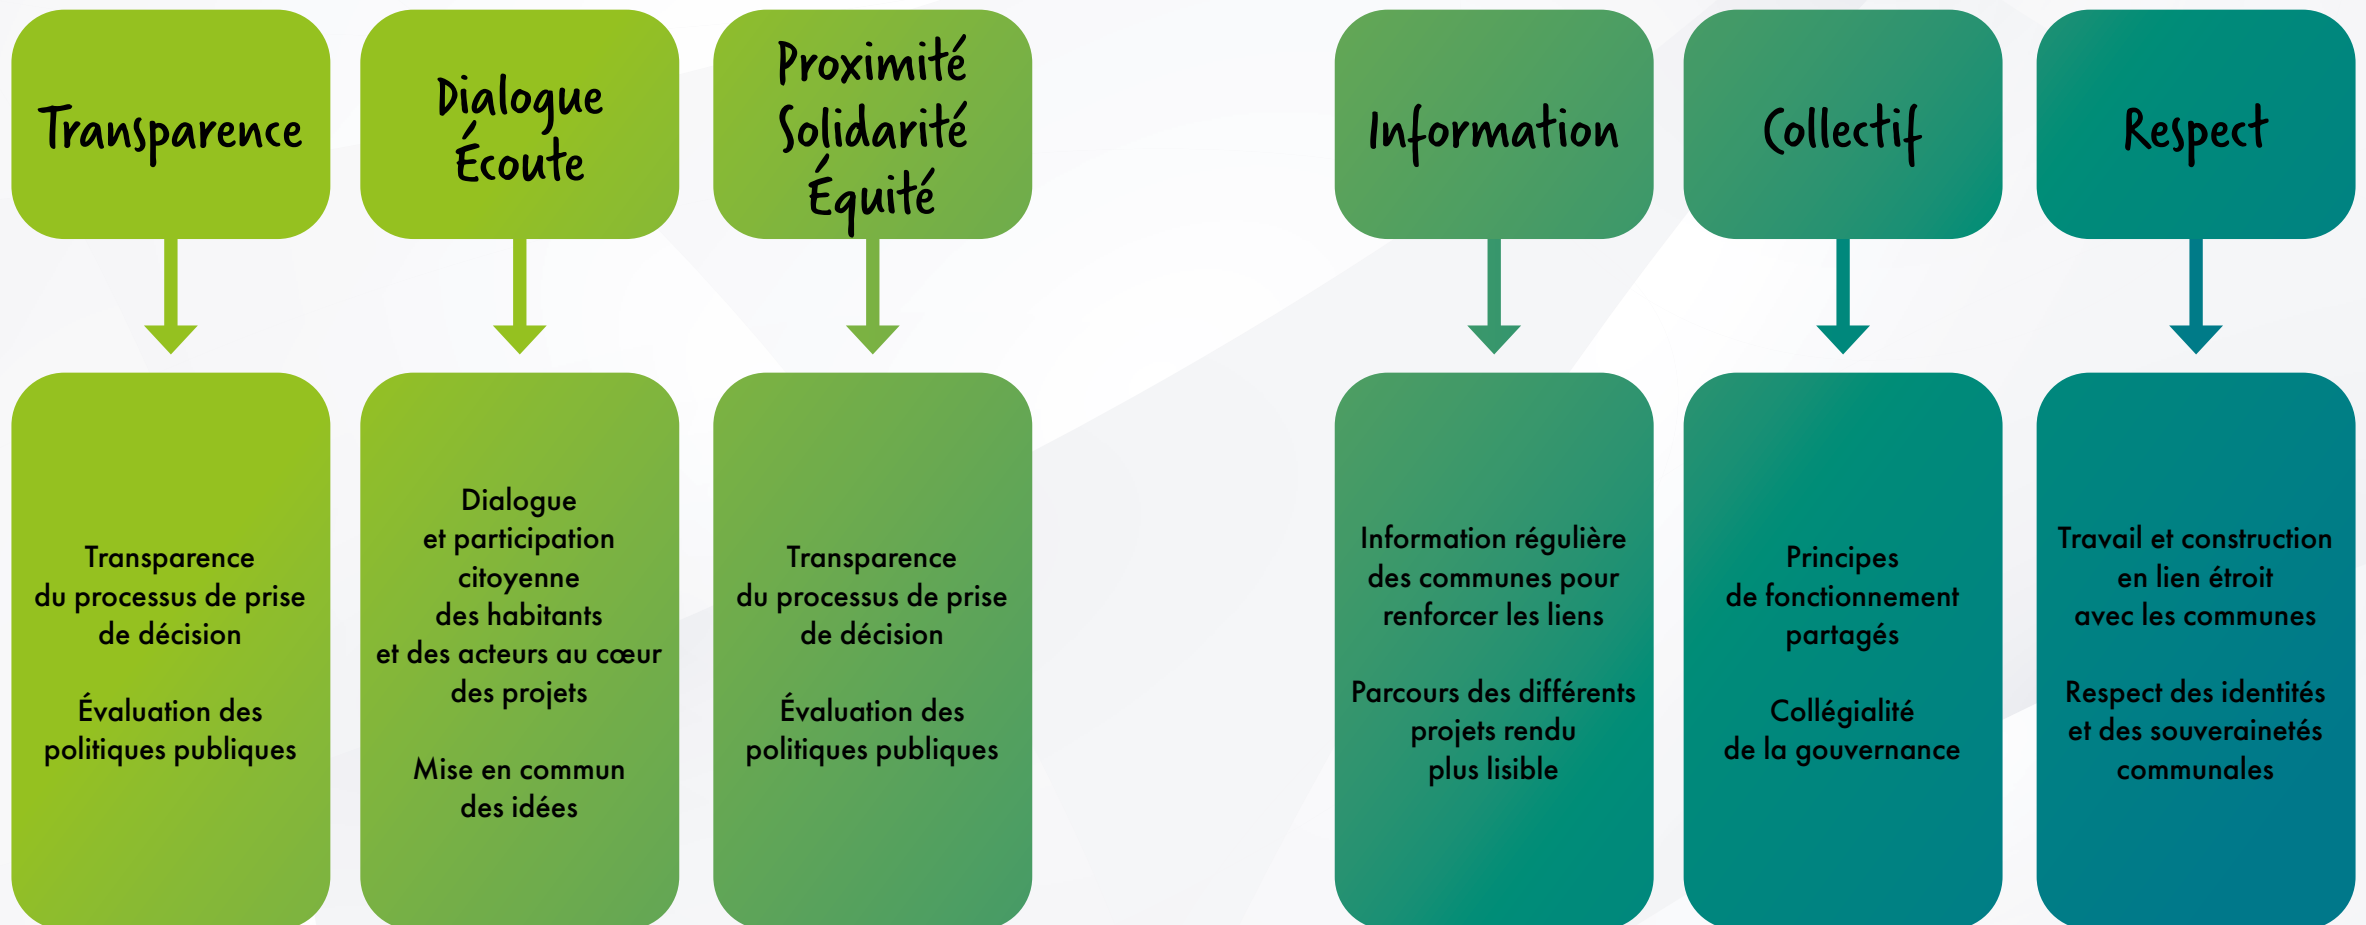 Transparence
Dialogue
Écoute
Proximité
Solidarité
Équité
Information
Collectif
Respect
Transparence
du processus de prise
de décision
Évaluation des
politiques publiques
Dialogue
et participation
citoyenne
des habitants
et des acteurs au cœur
des projets
Mise en commun
des idées
Transparence
du processus de prise
de décision
Évaluation des
politiques publiques
Information régulière
des communes pour
renforcer les liens
Parcours des différents
projets rendu
plus lisible
Principes
de fonctionnement
partagés
Collégialité
de la gouvernance
Travail et construction
en lien étroit
avec les communes
Respect des identités
et des souverainetés
communales